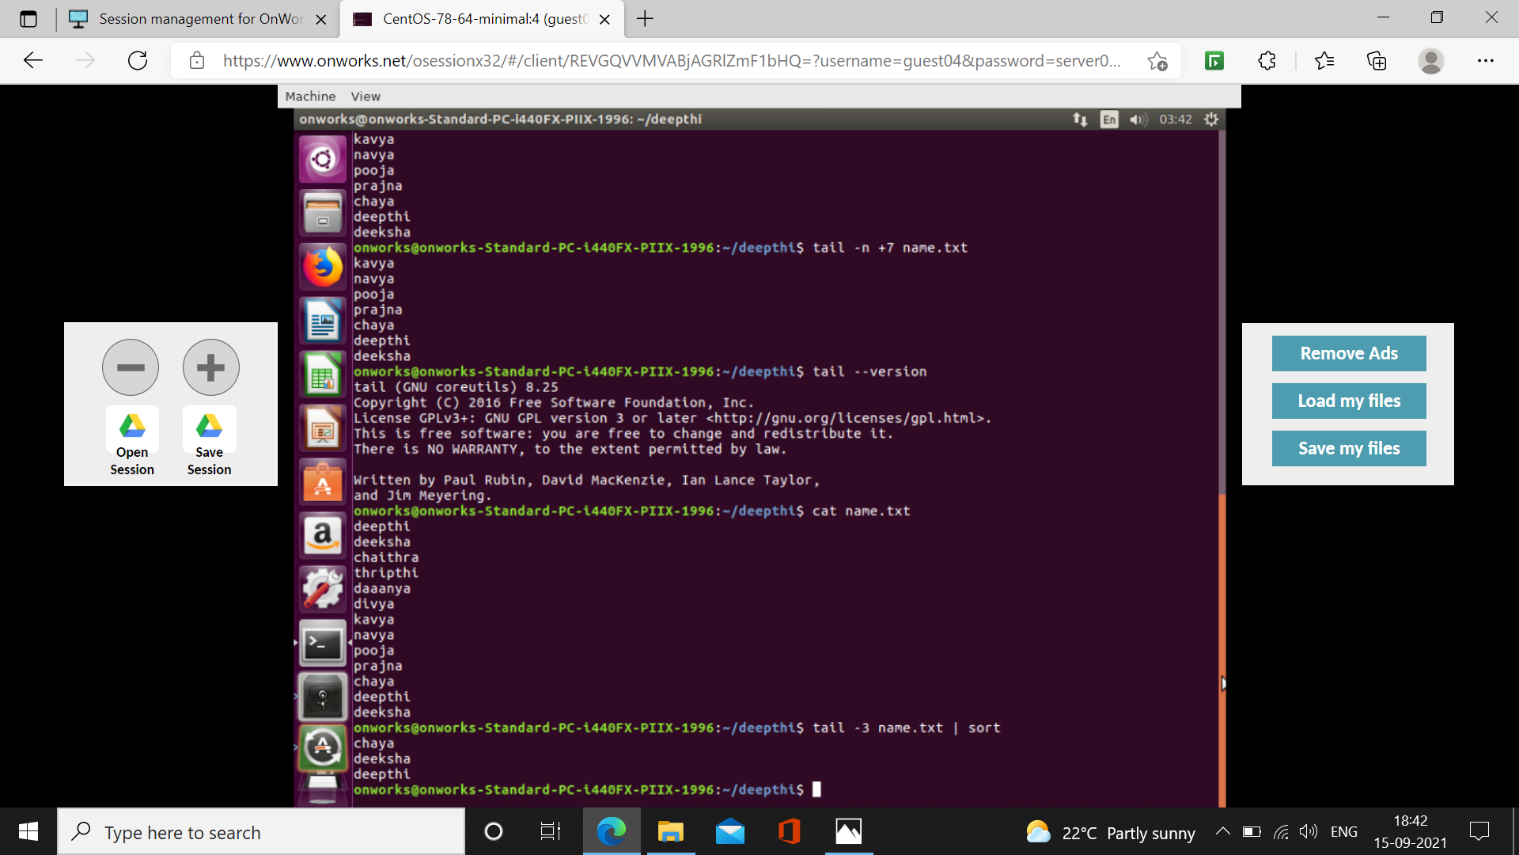 Session management for OnWor
CentOS-78-64-minimal:4 (guest0
https://www.onworks.net/osessionx32/#/client/REVGQVVMVABjAGRlZmF1bHQ=?username=guest04&password=server0...
Machine View
onworks@onworks-Standard-PC-i440FX-PIIX-1996: ~/deepthi
En 03:42
kavya
navya
pooja
prajna
chaya
deepthi
deeksha
onworks@onworks-Standard-PC-i440FX-PIIX-1996:~/deepthi$ tail -n +7 name.txt
kavya
navya
pooja
prajna
chaya
deepthi
deeksha
onworks@onworks-Standard-PC-i440FX-PIIX-1996:~/deepthi$ tail --version
tail (GNU coreutils) 8.25
Copyright (C) 2016 Free Software Foundation, Inc.
License GPLv3+: GNU GPL version 3 or later <http://gnu.org/licenses/gpl.html>.
This is free software: you are free to change and redistribute it.
There is NO WARRANTY, to the extent permitted by law.
Written by Paul Rubin, David MacKenzie, Ian Lance Taylor,
and Jim Meyering.
onworks@onworks-Standard-PC-i440FX-PIIX-1996:~/deepthi$ cat name.txt
deepthi
deeksha
chaithra
thripthi
daaanya
divya
kavya
navya
pooja
prajna
chaya
deepthi
deeksha
onworks@onworks-Standard-PC-i440FX-PIIX-1996:~/deepthi$ tail -3 name.txt | sort
chaya
deeksha
deepthi
onworks@onworks-Standard-PC-i440FX-PIIX-1996:~/deepthi$
Open Session
Save Session
Remove Ads
Load my files
Save my files
Type here to search
22°C Partly sunny
ENG
18:42
15-09-2021